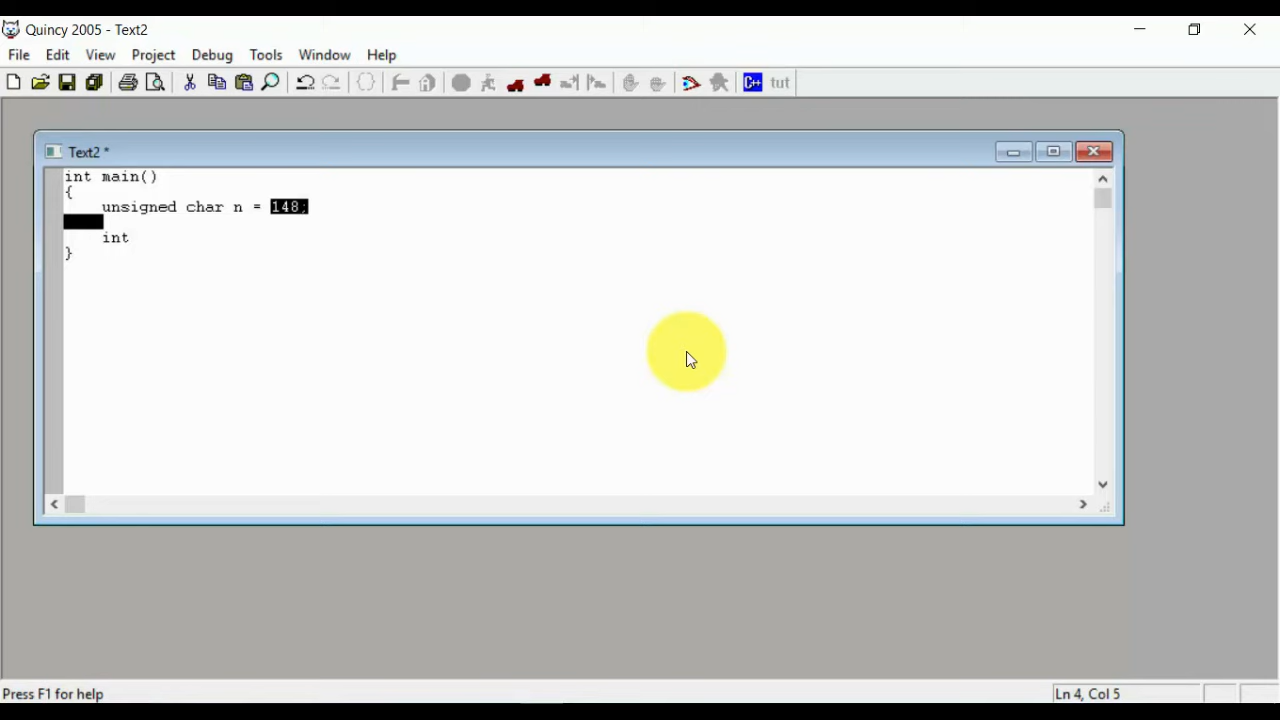 Quincy 2005 - Text2
File Edit View Project Debug Tools Window Help
C++ tut
Text2 *
int main()
{
unsigned char n = 148;
int
}
Press F1 for help
Ln 4, Col 5